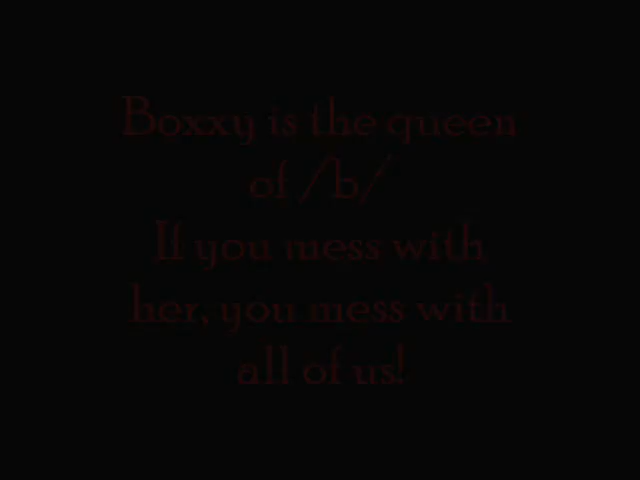 Boxxy is the queen
of /b/
If you mess with
her, you mess with
all of us!